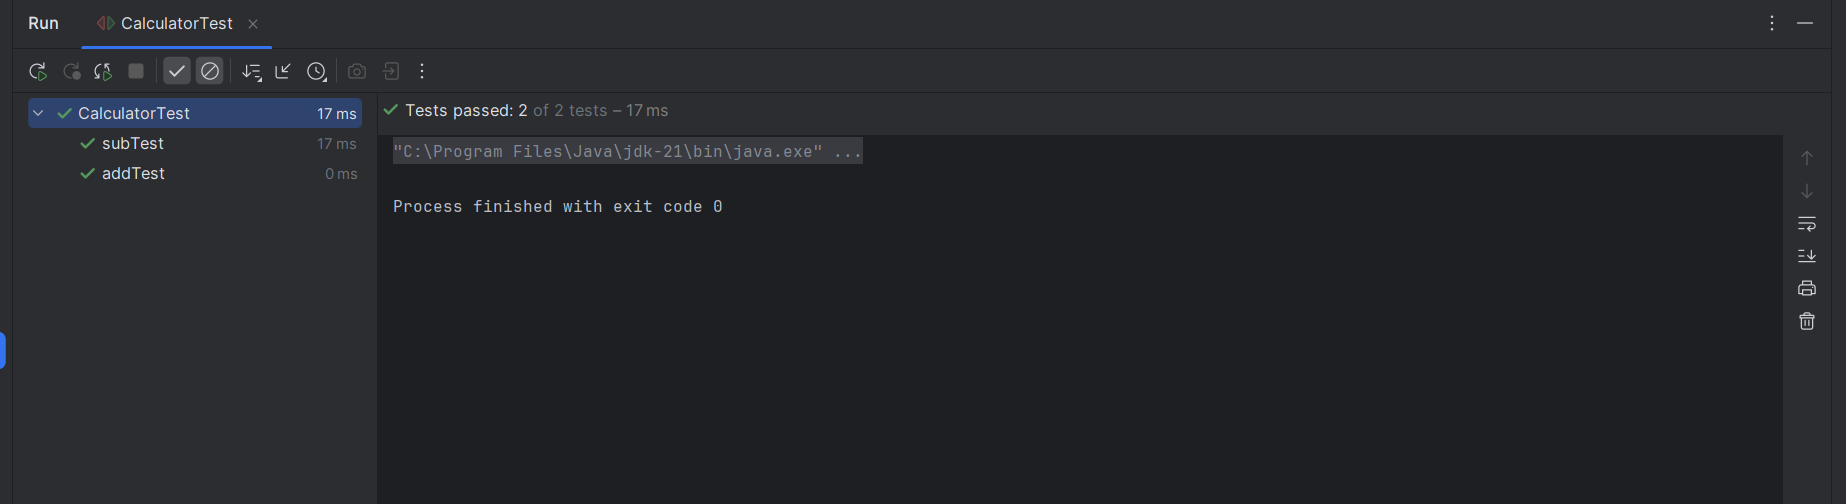 Run CalculatorTest
CalculatorTest 17 ms
subTest 17 ms
addTest 0 ms
Tests passed: 2 of 2 tests – 17 ms
"C:\Program Files\Java\jdk-21\bin\java.exe" ...
Process finished with exit code 0